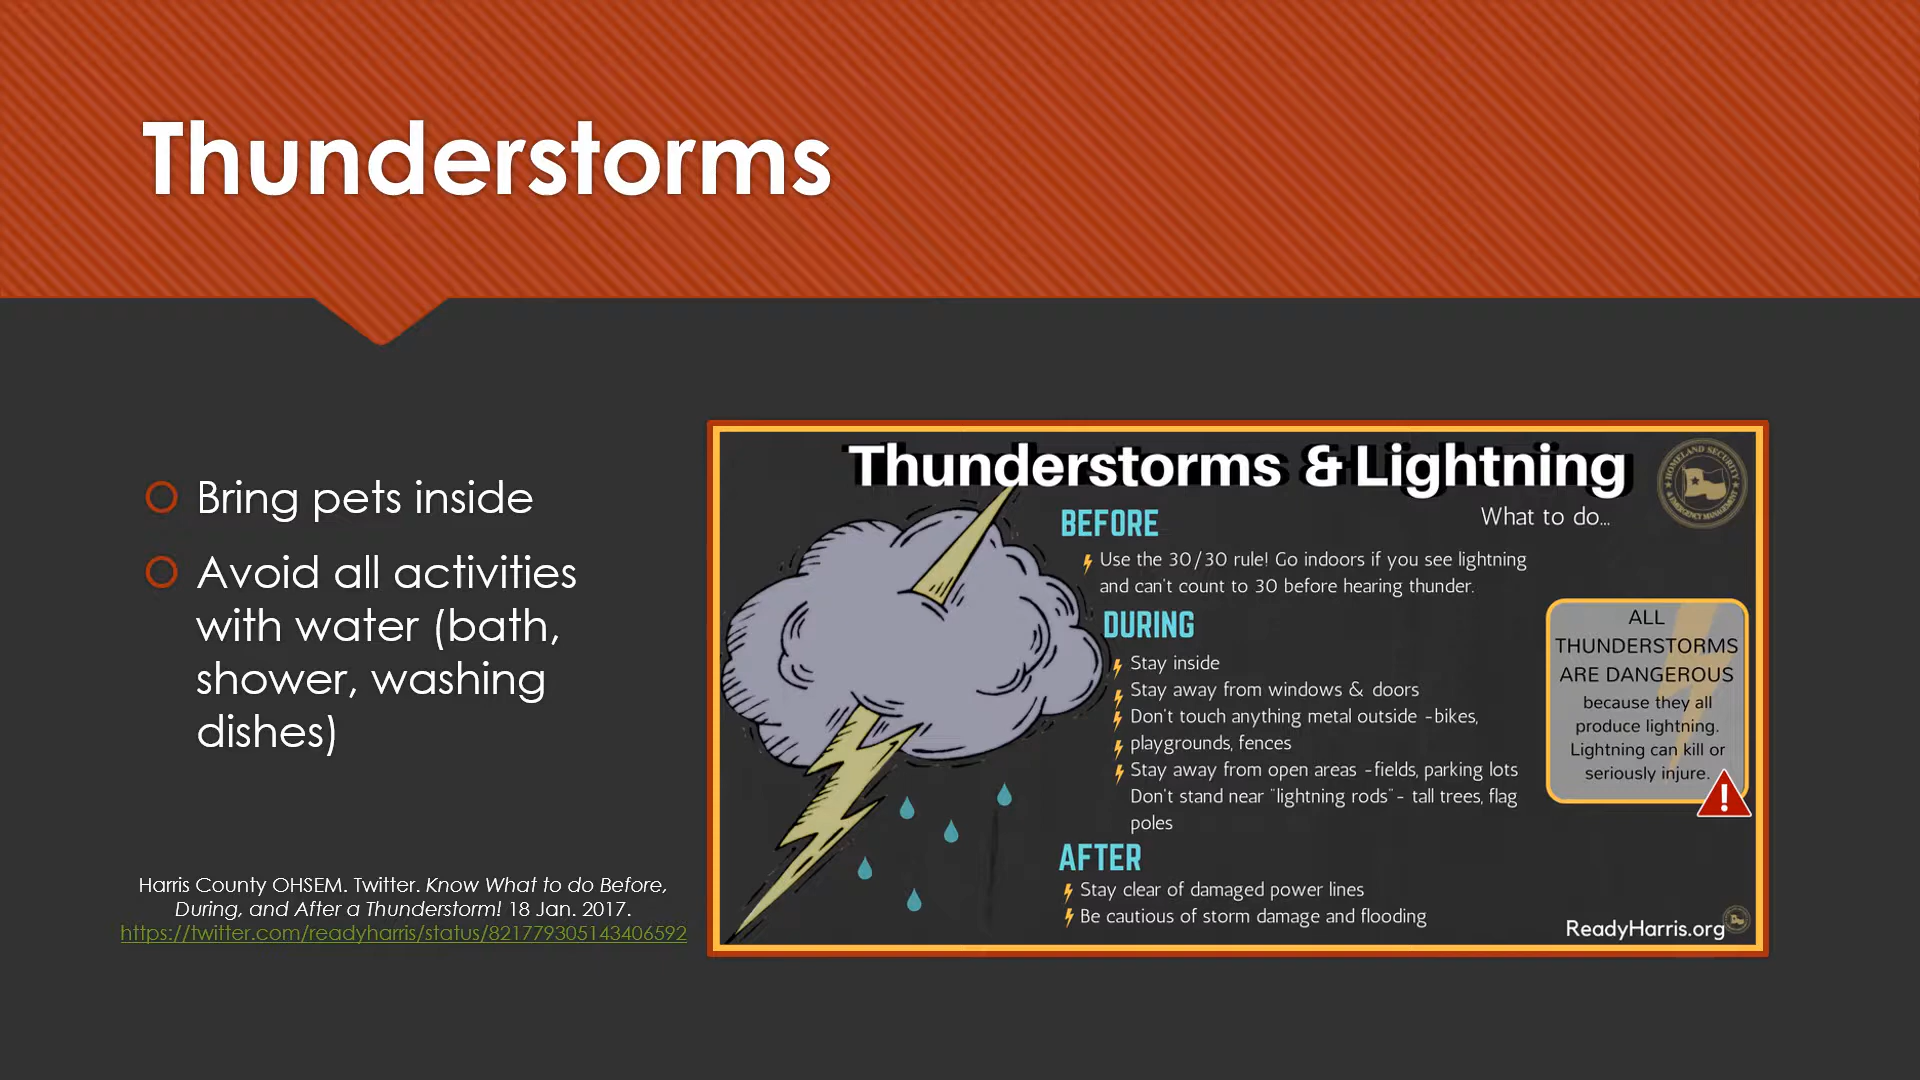 Thunderstorms
Bring pets inside
Avoid all activities
with water (bath,
shower, washing
dishes)
Harris County OHSEM. Twitter. Know What to do Before,
During, and After a Thunderstorm! 18 Jan. 2017.
https://twitter.com/readyharris/status/821779305143406592
Thunderstorms & Lightning
What to do...
BEFORE
Use the 30/30 rule! Go indoors if you see lightning
and can't count to 30 before hearing thunder.
DURING
Stay inside
Stay away from windows & doors
Don't touch anything metal outside -bikes,
playgrounds, fences
Stay away from open areas -fields, parking lots
Don't stand near "lightning rods"- tall trees, flag
poles
AFTER
Stay clear of damaged power lines
Be cautious of storm damage and flooding
ALL
THUNDERSTORMS
ARE DANGEROUS
because they all
produce lightning.
Lightning can kill or
seriously injure.
!
HOMELAND SECURITY
& EMERGENCY MANAGEMENT
ReadyHarris.org